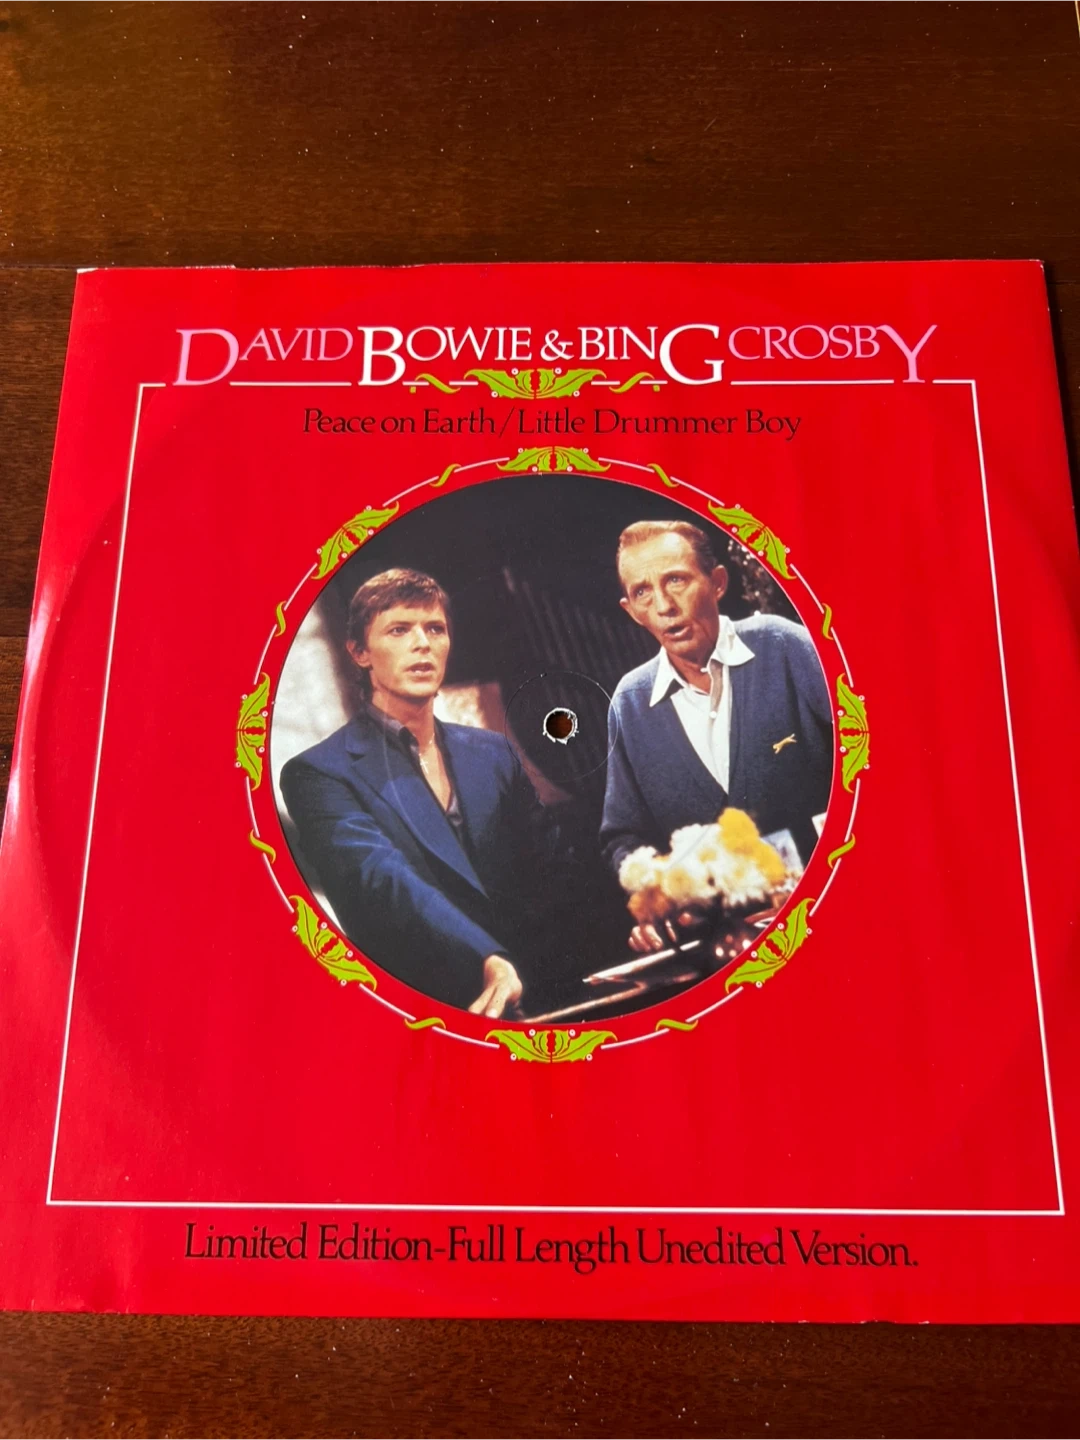 DAVID BOWIE & BING CROSBY
Peace on Earth/Little Drummer Boy
Limited Edition-Full Length Unedited Version.